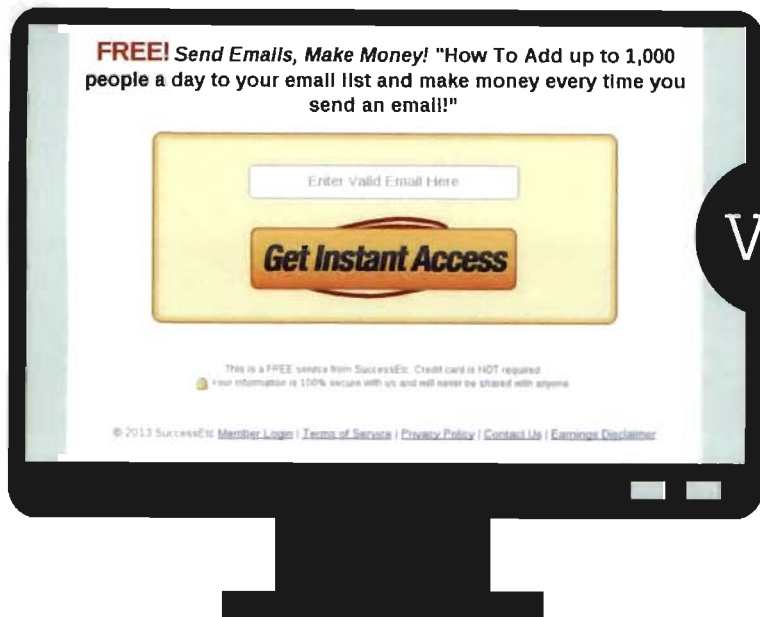 FREE! Send Emails, Make Money! "How To Add up to 1,000
people a day to your email list and make money every time you
send an email!"
Enter Valid Email Here
V
Get Instant Access
This is a FREE service from SuccessEtc. Credit card is NOT required
Your information is 100% secure with us and will never be shared with anyone
© 2013 SuccessEtc Member Login | Terms of Service | Privacy Policy | Contact Us | Earnings Disclaimer